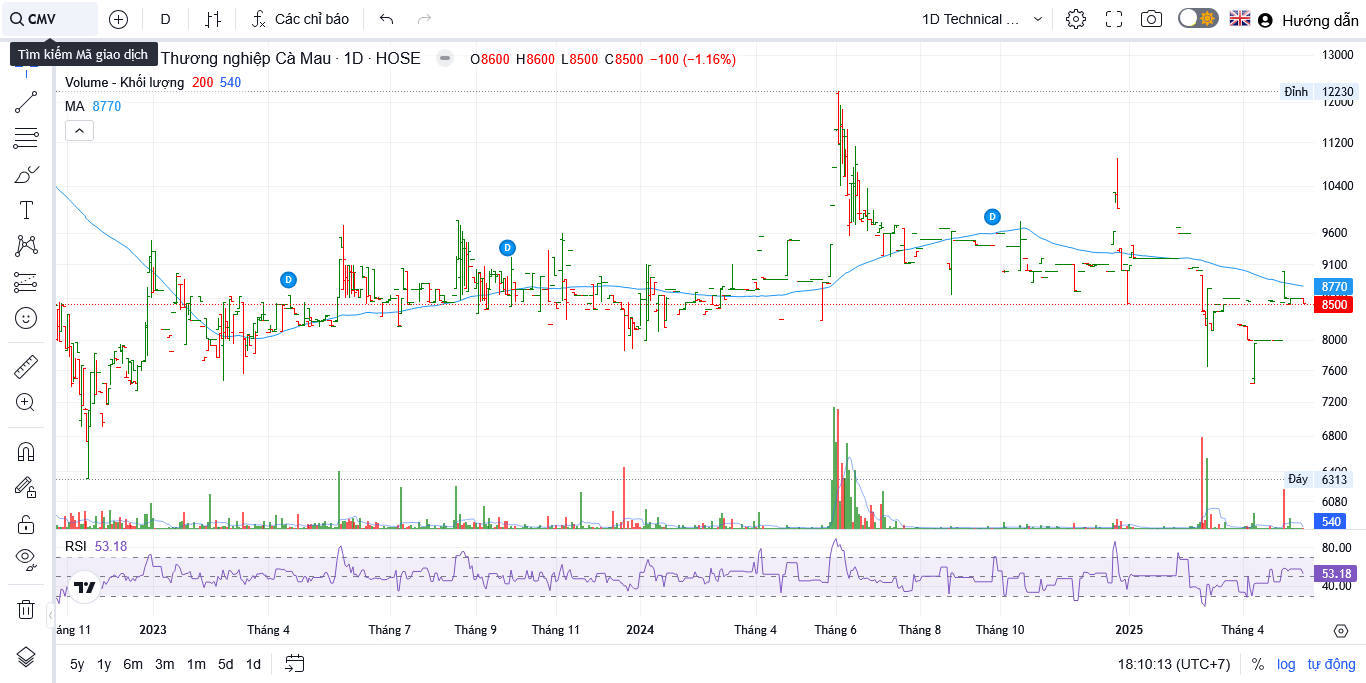 CMV D Các chỉ báo 1D Technical ... Hướng dẫn
Tìm kiếm Mã giao dịch
Thương nghiệp Cà Mau · 1D · HOSE O8600 H8600 L8500 C8500 −100 (−1.16%)
Volume - Khối lượng 200 540
MA 8770
13000
Đỉnh 12230
12000
11200
10400
9600
9100
8770
8500
8000
7600
7200
6800
6400
Đáy 6313
6080
540
D
D
D
RSI 53.18
80.00
53.18
40.00
áng 11 2023 Tháng 4 Tháng 7 Tháng 9 Tháng 11 2024 Tháng 4 Tháng 6 Tháng 8 Tháng 10 2025 Tháng 4
5y 1y 6m 3m 1m 5d 1d 18:10:13 (UTC+7) % log tự động